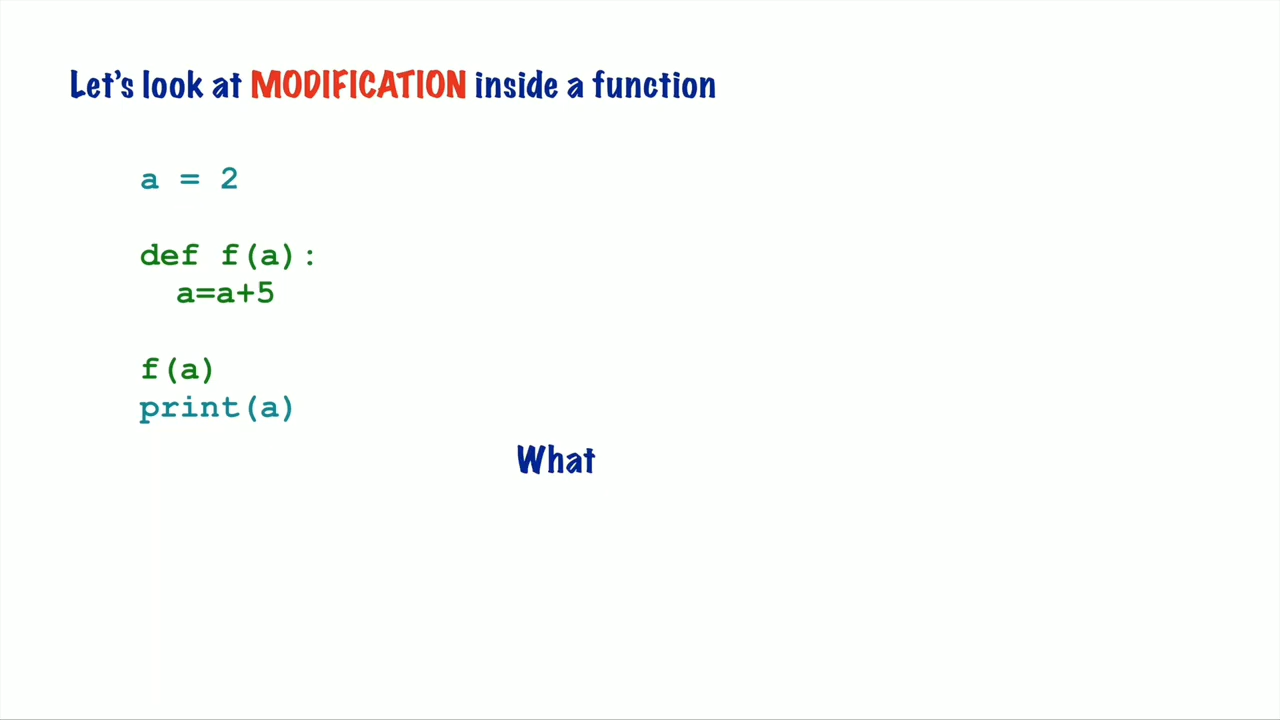 Let's look at MODIFICATION inside a function
a = 2
def f(a):
  a=a+5
f(a)
print(a)
What